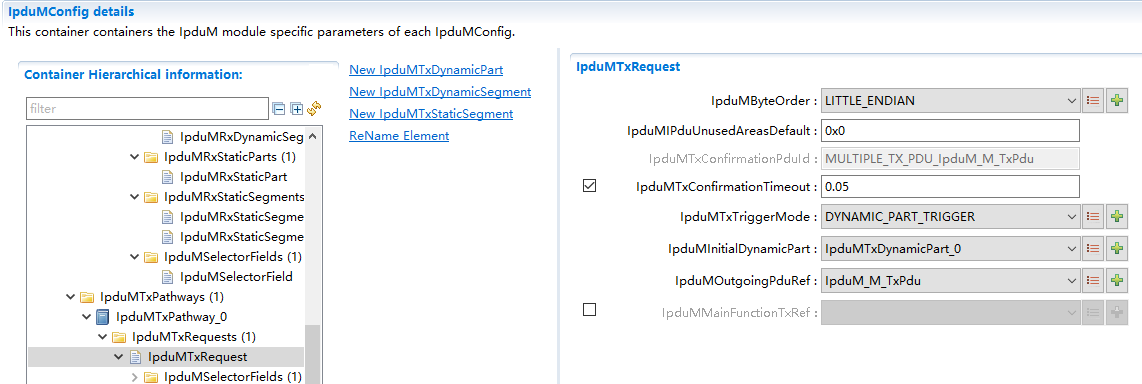 IpduMConfig details
This container containers the IpduM module specific parameters of each IpduMConfig.
Container Hierarchical information:
filter
IpduMRxDynamicSeg
IpduMRxStaticParts (1)
IpduMRxStaticPart
IpduMRxStaticSegments
IpduMRxStaticSegme
IpduMRxStaticSegme
IpduMSelectorFields (1)
IpduMSelectorField
IpduMTxPathways (1)
IpduMTxPathway_0
IpduMTxRequests (1)
IpduMTxRequest
IpduMSelectorFields (1)
New IpduMTxDynamicPart
New IpduMTxDynamicSegment
New IpduMTxStaticSegment
ReName Element
IpduMTxRequest
IpduMByteOrder : LITTLE_ENDIAN
IpduMIPduUnusedAreasDefault : 0x0
IpduMTxConfirmationPduId : MULTIPLE_TX_PDU_IpduM_M_TxPdu
IpduMTxConfirmationTimeout : 0.05
IpduMTxTriggerMode : DYNAMIC_PART_TRIGGER
IpduMInitialDynamicPart : IpduMTxDynamicPart_0
IpduMOutgoingPduRef : IpduM_M_TxPdu
IpduMMainFunctionTxRef :